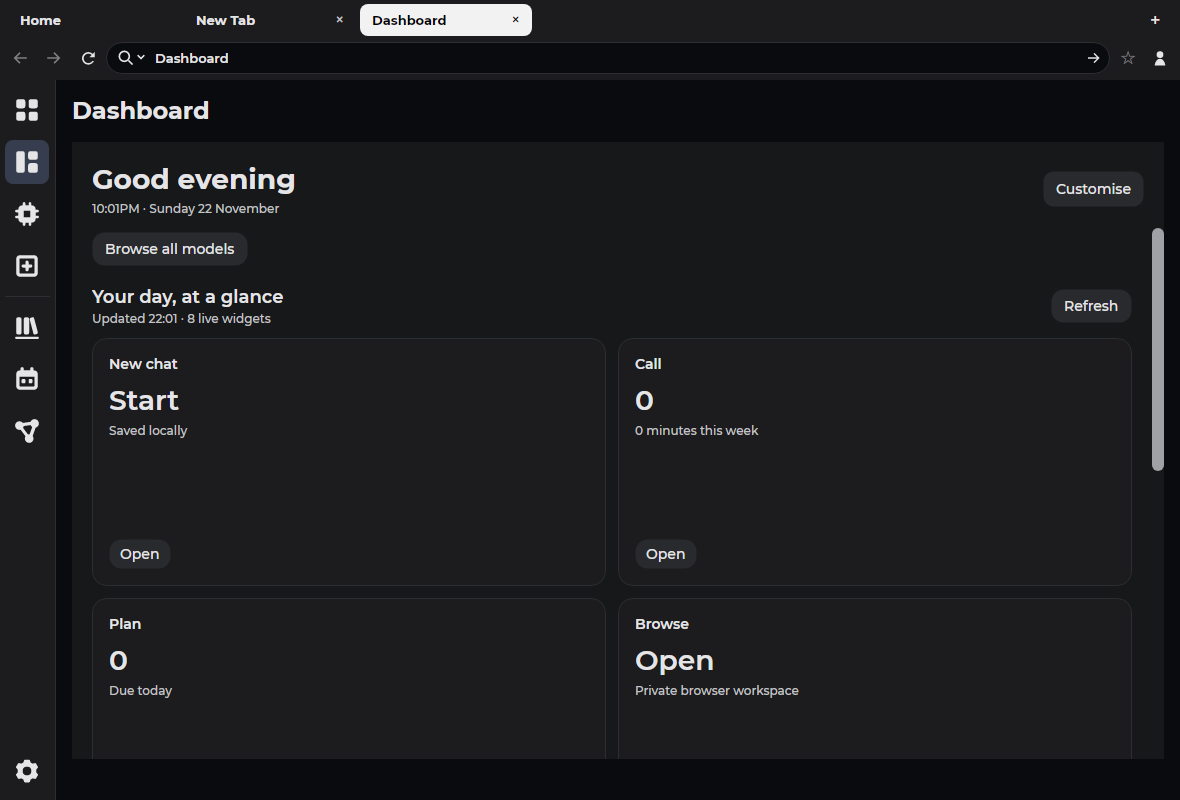 Home
New Tab ×
Dashboard ×
+
Dashboard
Dashboard
Good evening
Customise
10:01PM · Sunday 22 November
Browse all models
Your day, at a glance
Refresh
Updated 22:01 · 8 live widgets
New chat
Start
Saved locally
Open
Call
0
0 minutes this week
Open
Plan
0
Due today
Browse
Open
Private browser workspace